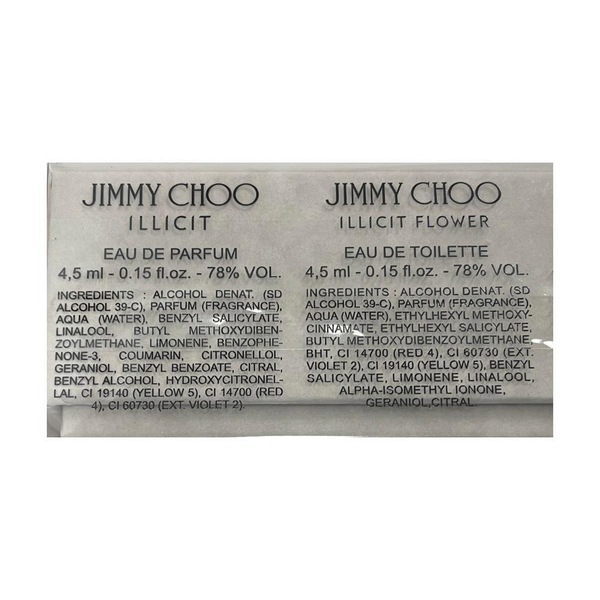 JIMMY CHOO
ILLICIT
EAU DE PARFUM
4,5 ml - 0.15 fl.oz. - 78% VOL.
INGREDIENTS : ALCOHOL DENAT. (SD
ALCOHOL 39-C), PARFUM (FRAGRANCE),
AQUA (WATER), BENZYL SALICYLATE,
LINALOOL, BUTYL METHOXYDIBEN-
ZOYLMETHANE, LIMONENE, BENZOPHE-
NONE-3, COUMARIN, CITRONELLOL,
GERANIOL, BENZYL BENZOATE, CITRAL,
BENZYL ALCOHOL, HYDROXYCITRONEL-
LAL, CI 19140 (YELLOW 5), CI 14700 (RED
4), CI 60730 (EXT. VIOLET 2).
JIMMY CHOO
ILLICIT FLOWER
EAU DE TOILETTE
4,5 ml - 0.15 fl.oz. - 78% VOL.
INGREDIENTS : ALCOHOL DENAT. (SD
ALCOHOL 39-C), PARFUM (FRAGRANCE),
AQUA (WATER), ETHYLHEXYL METHOXY-
CINNAMATE, ETHYLHEXYL SALICYLATE,
BUTYL METHOXYDIBENZOYLMETHANE,
BHT, CI 14700 (RED 4), CI 60730 (EXT.
VIOLET 2), CI 19140 (YELLOW 5), BENZYL
SALICYLATE, LIMONENE, LINALOOL,
ALPHA-ISOMETHYL IONONE,
GERANIOL,CITRAL.